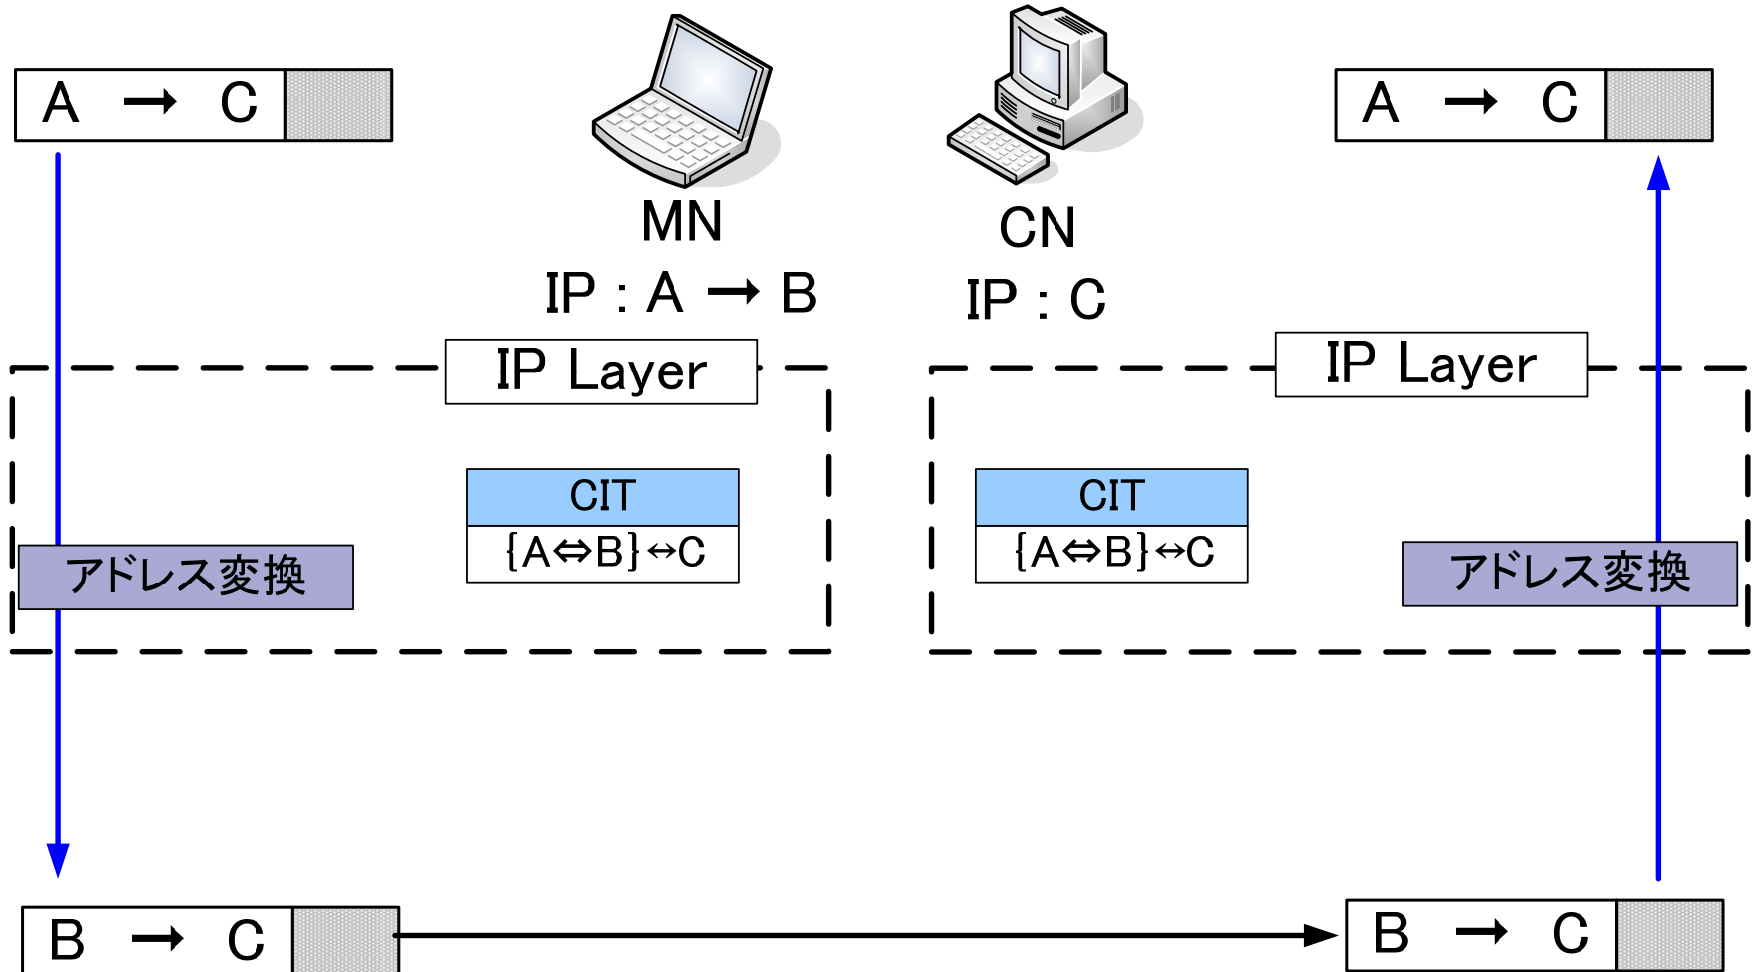 A → C
A → C
MN
CN
IP : A → B
IP : C
IP Layer
IP Layer
CIT
{A⇔B}↔C
CIT
{A⇔B}↔C
アドレス変換
アドレス変換
B → C
B → C